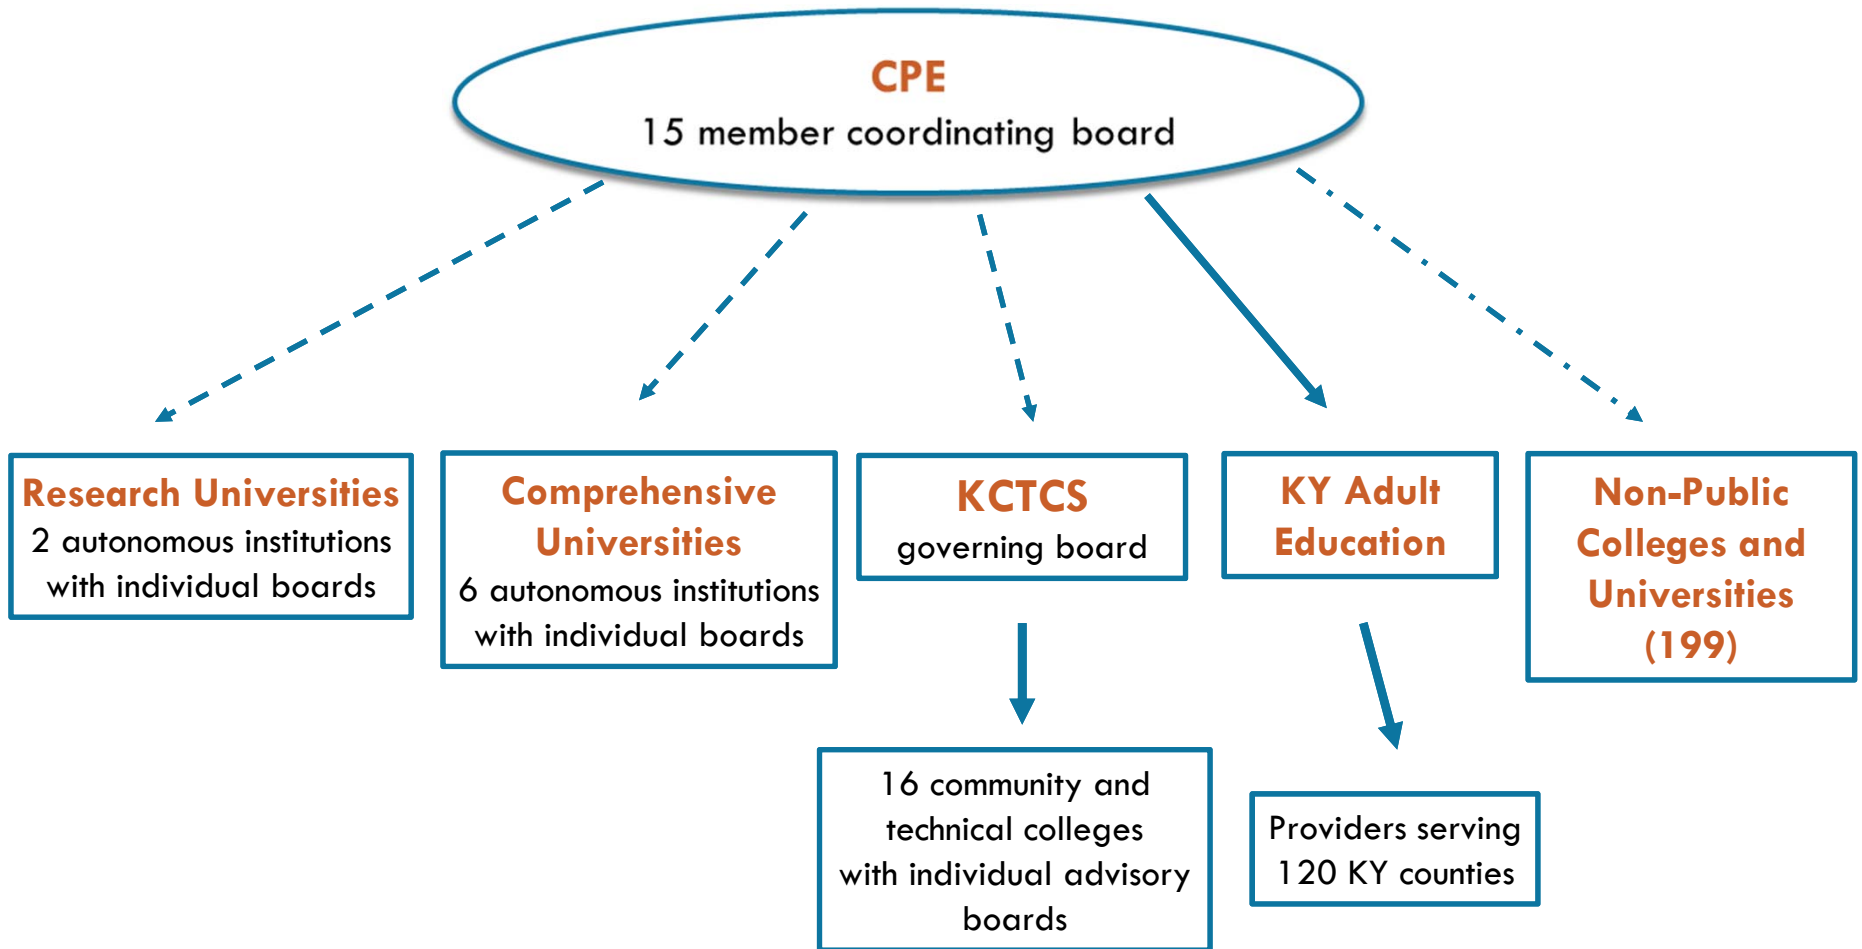 CPE
15 member coordinating board
Research Universities
2 autonomous institutions
with individual boards
Comprehensive
Universities
6 autonomous institutions
with individual boards
KCTCS
governing board
KY Adult
Education
Non-Public
Colleges and
Universities
(199)
16 community and
technical colleges
with individual advisory
boards
Providers serving
120 KY counties